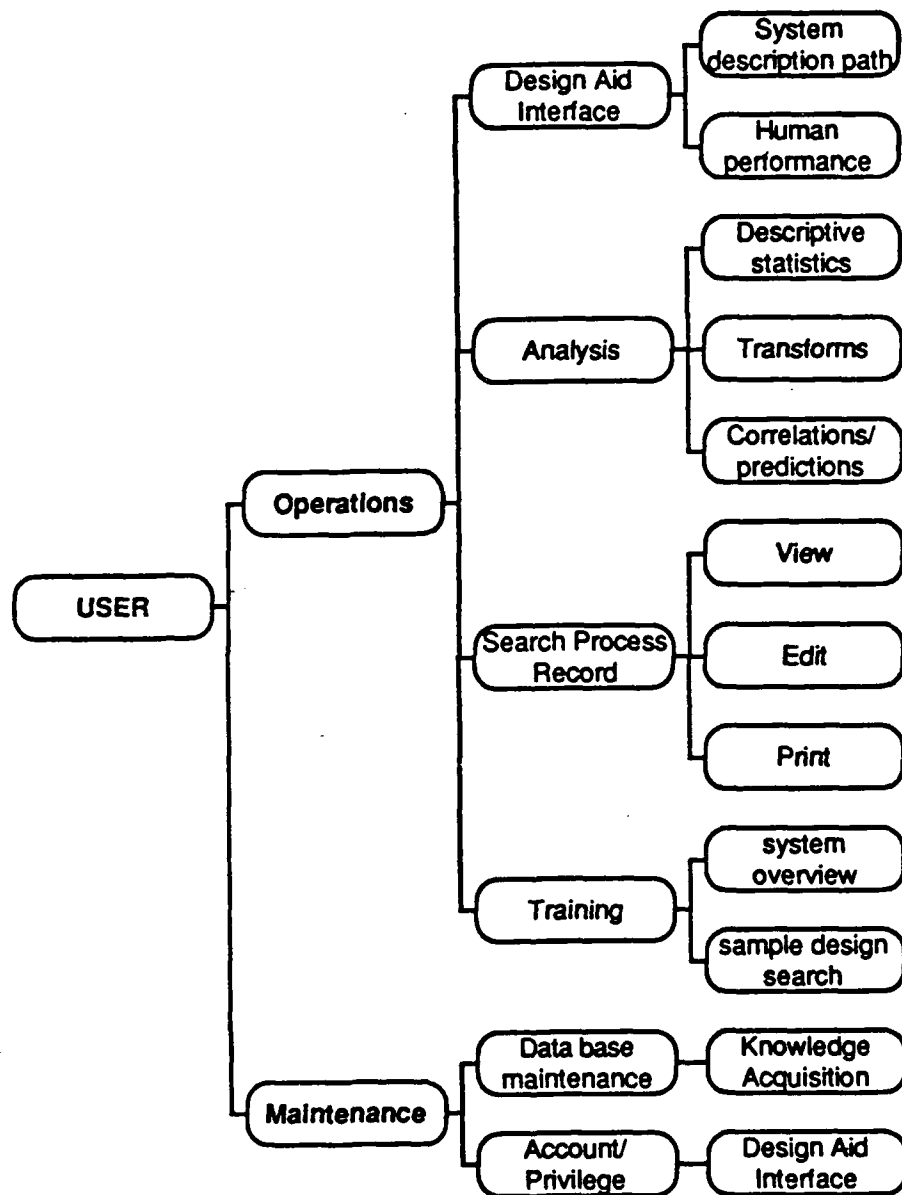 System
description path
Design Aid
Interface
Human
performance
Descriptive
statistics
Analysis
Transforms
Correlations/
predictions
Operations
View
USER
Search Process
Record
Edit
Print
system
overview
Training
sample design
search
Data base
maintenance
Knowledge
Acquisition
Maintenance
Account/
Privilege
Design Aid
Interface